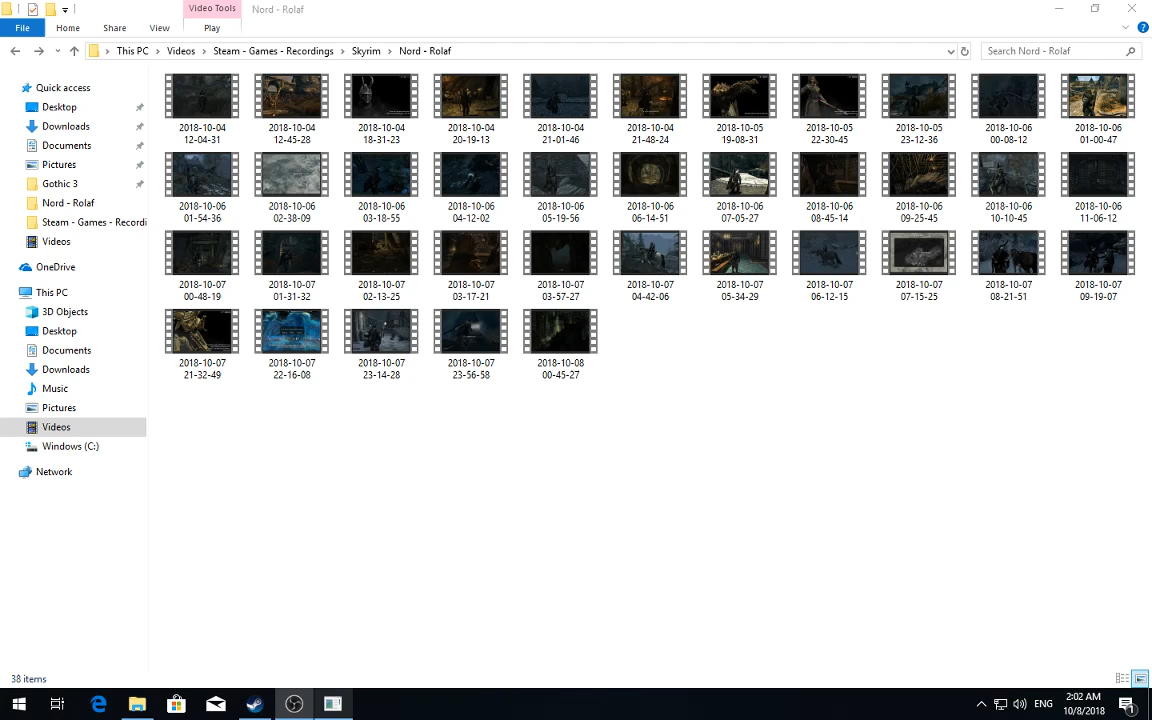 Video Tools
Nord - Rolaf
File
Home
Share
View
Play
This PC
Videos
Steam - Games - Recordings
Skyrim
Nord - Rolaf
Search Nord - Rolaf
Quick access
Desktop
Downloads
Documents
Pictures
Gothic 3
Nord - Rolaf
Steam - Games - Recordi
Videos
OneDrive
This PC
3D Objects
Desktop
Documents
Downloads
Music
Pictures
Videos
Windows (C:)
Network
2018-10-04
12-04-31
2018-10-04
12-45-28
2018-10-04
18-31-23
2018-10-04
20-19-13
2018-10-04
21-01-46
2018-10-04
21-48-24
2018-10-05
19-08-31
2018-10-05
22-30-45
2018-10-05
23-12-36
2018-10-06
00-08-12
2018-10-06
01-00-47
2018-10-06
01-54-36
2018-10-06
02-38-09
2018-10-06
03-18-55
2018-10-06
04-12-02
2018-10-06
05-19-56
2018-10-06
06-14-51
2018-10-06
07-05-27
2018-10-06
08-45-14
2018-10-06
09-25-45
2018-10-06
10-10-45
2018-10-06
11-06-12
2018-10-07
00-48-19
2018-10-07
01-31-32
2018-10-07
02-13-25
2018-10-07
03-17-21
2018-10-07
03-57-27
2018-10-07
04-42-06
2018-10-07
05-34-29
2018-10-07
06-12-15
2018-10-07
07-15-25
2018-10-07
08-21-51
2018-10-07
09-19-07
2018-10-07
21-32-49
2018-10-07
22-16-08
2018-10-07
23-14-28
2018-10-07
23-56-58
2018-10-08
00-45-27
38 items
ENG
2:02 AM
10/8/2018
1